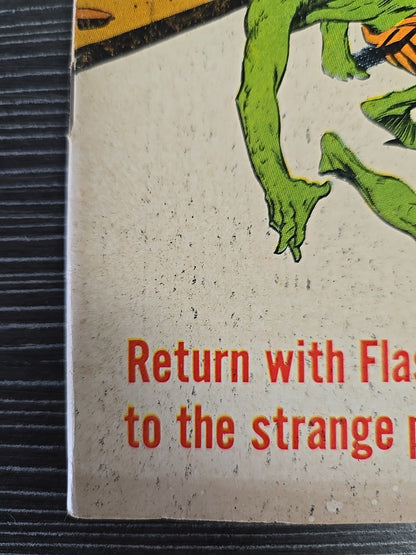 Return with Flas
to the strange p